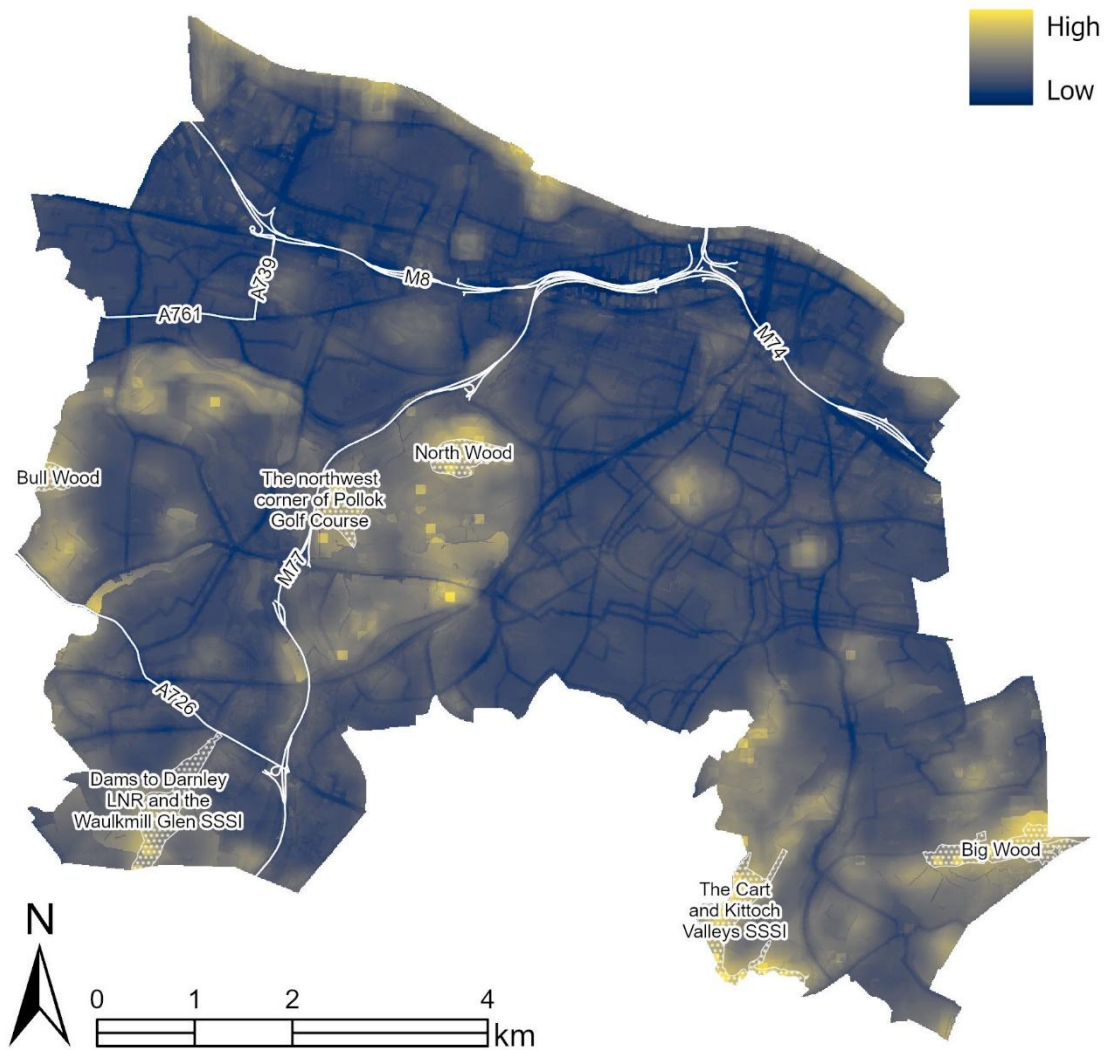 High
Low
M8
A739
A761
M74
North Wood
Bull Wood
The northwest
corner of Pollok
Golf Course
M77
A726
Dams to Darnley
LNR and the
Waulkmill Glen SSSI
Big Wood
The Cart
and Kittoch
Valleys SSSI
N
0 1 2 4
km